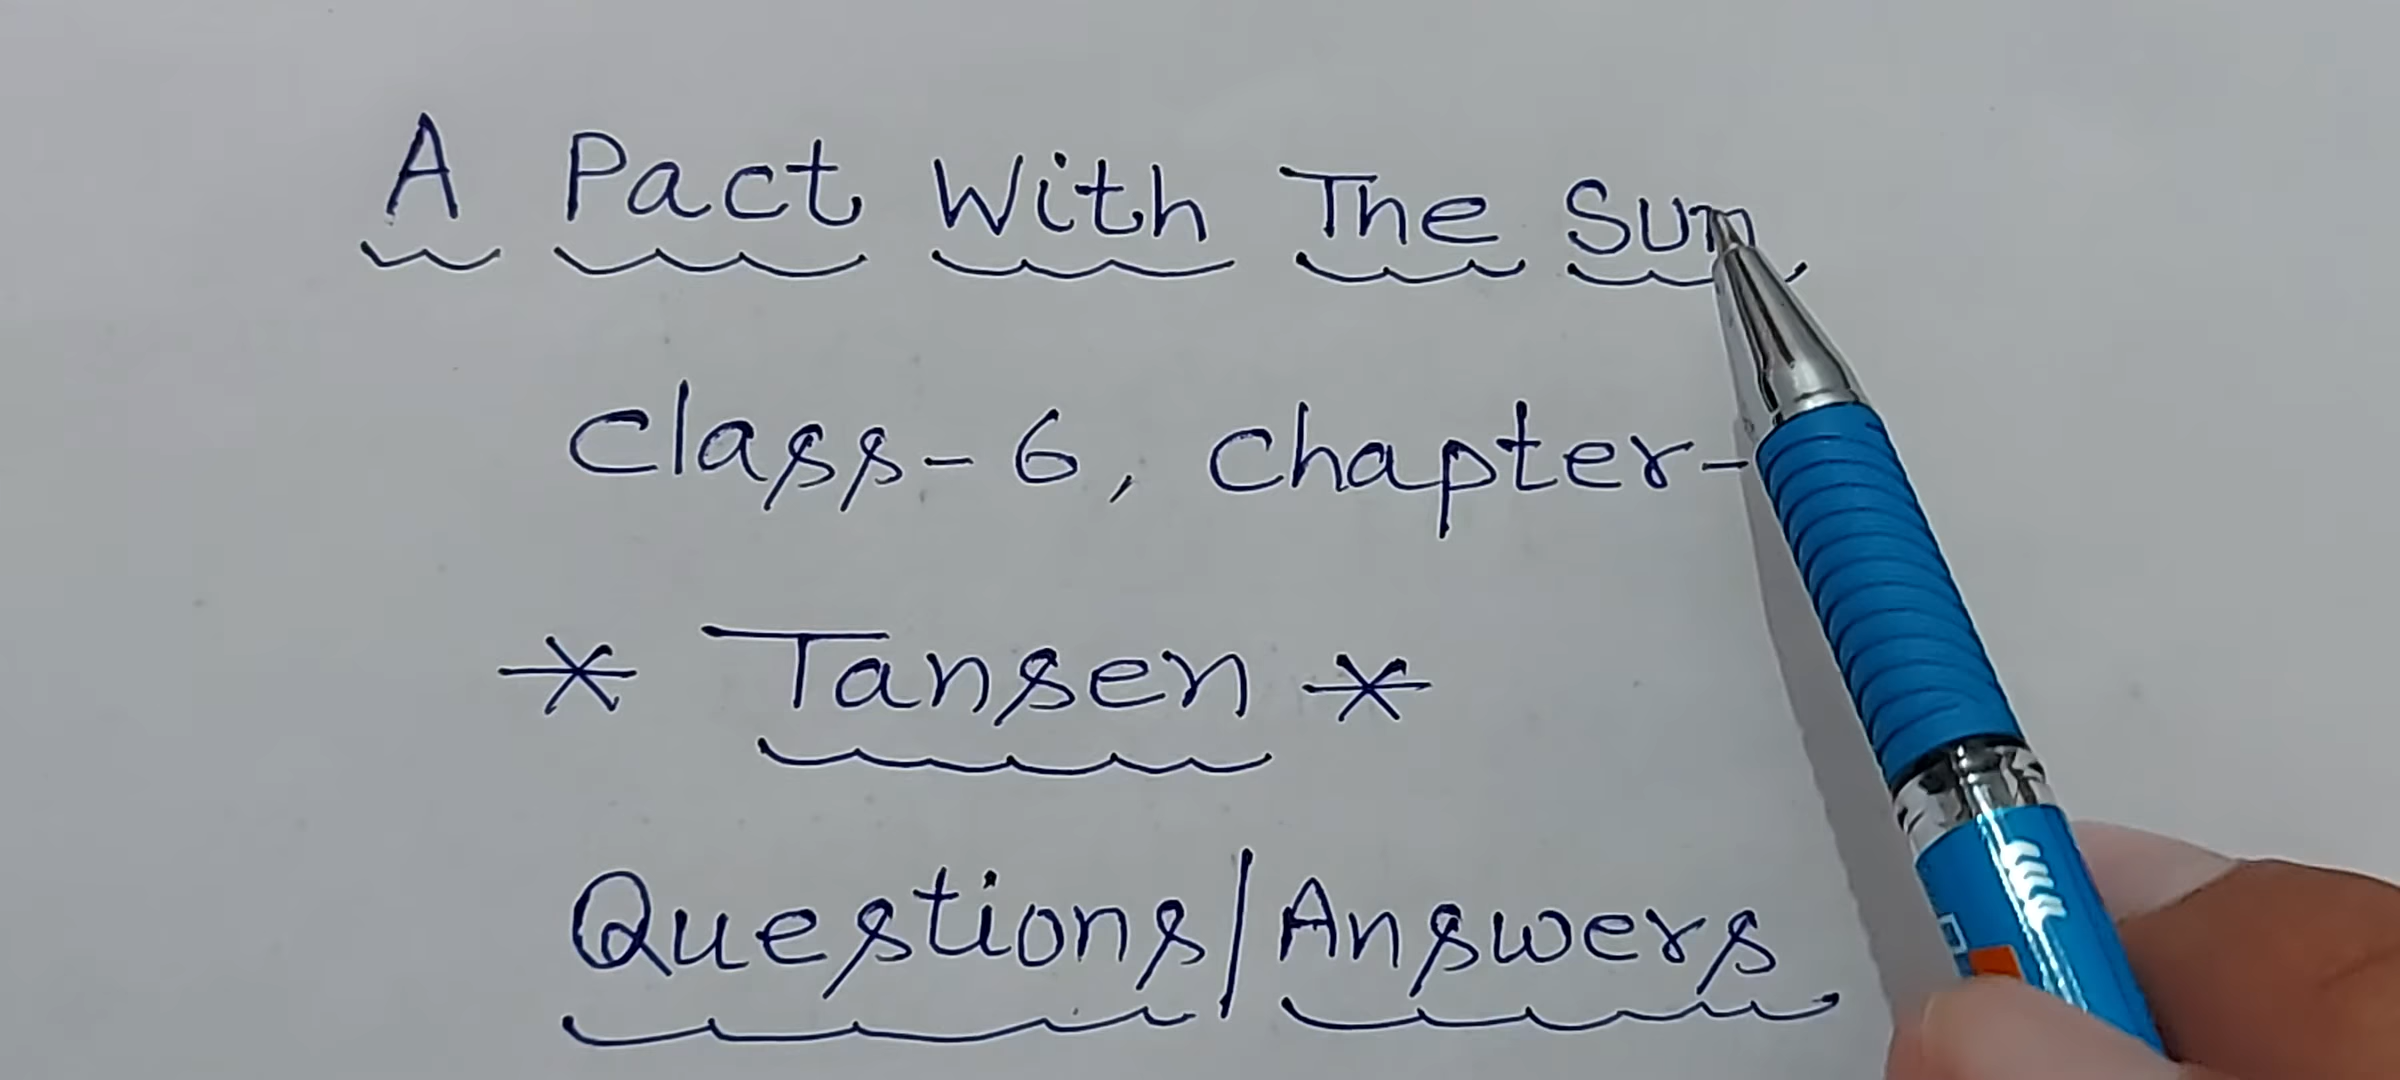 A Pact With The Sun
Class-6, Chapter-
* Tansen *
Questions/Answers